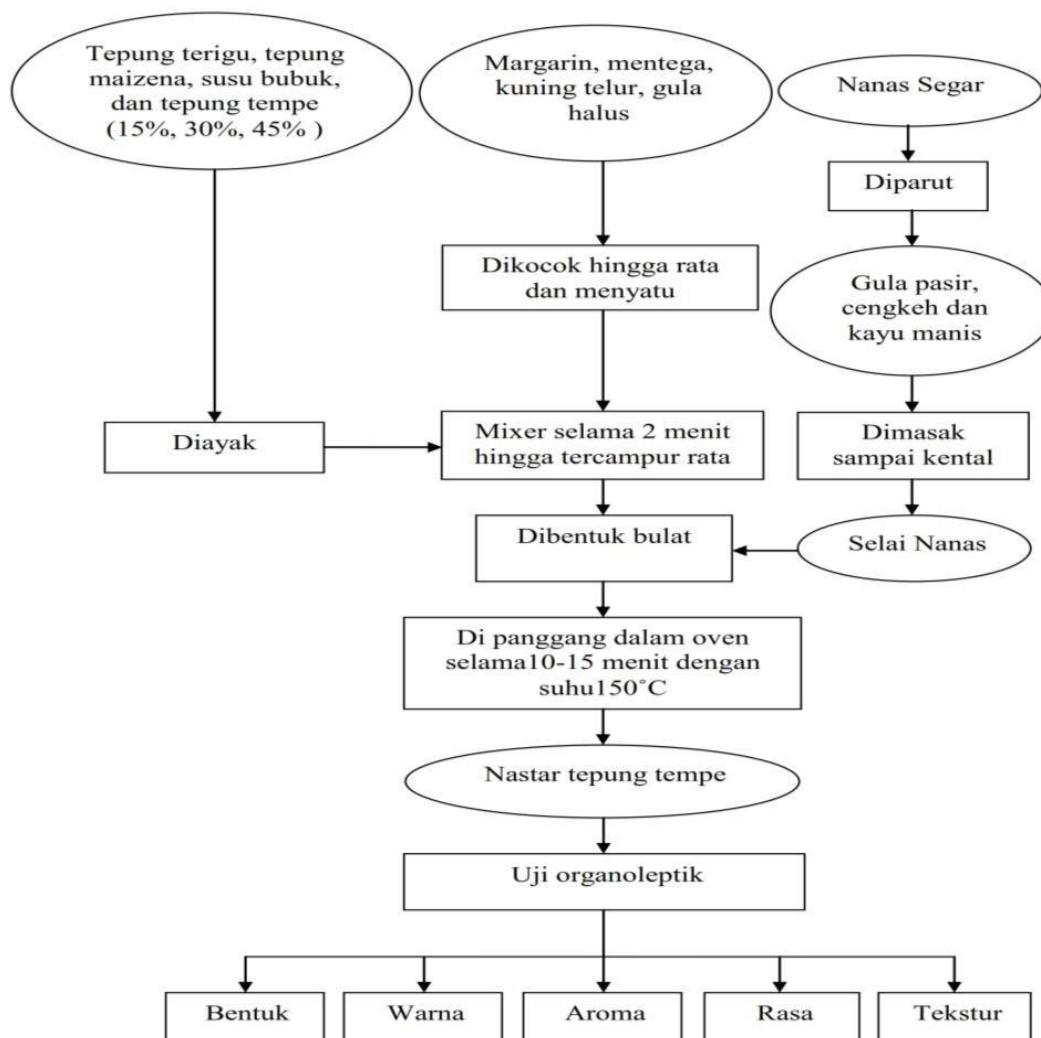 Tepung terigu, tepung
maizena, susu bubuk,
dan tepung tempe
(15%, 30%, 45% )
Margarin, mentega,
kuning telur, gula
halus
Nanas Segar
Diparut
Dikocok hingga rata
dan menyatu
Gula pasir,
cengkeh dan
kayu manis
Diayak
Mixer selama 2 menit
hingga tercampur rata
Dimasak
sampai kental
Dibentuk bulat
Selai Nanas
Di panggang dalam oven
selama10-15 menit dengan
suhu150˚C
Nastar tepung tempe
Uji organoleptik
Bentuk
Warna
Aroma
Rasa
Tekstur